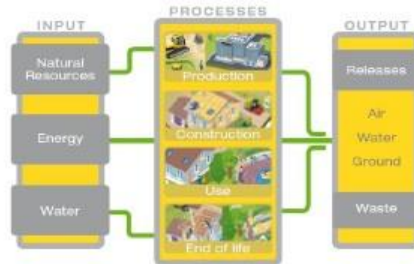 INPUT
Natural
Resources
Energy
Water
PROCESSES
Production
Construction
Use
End of life
OUTPUT
Releases
Air
Water
Ground
Waste